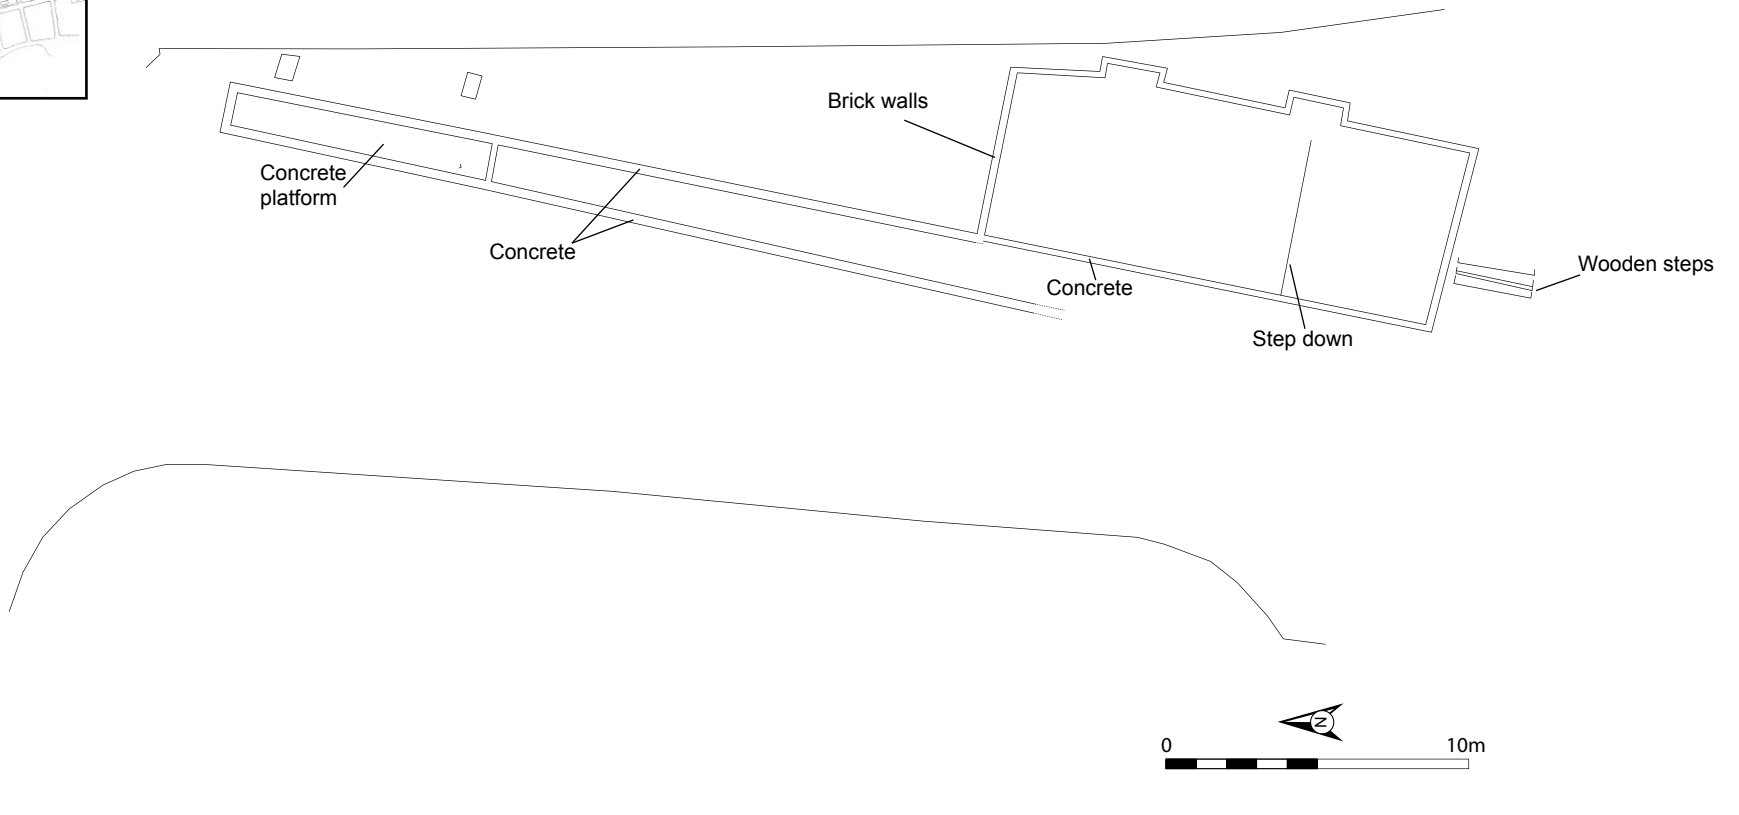 Brick walls
Concrete
platform
Concrete
Concrete
Wooden steps
Step down
N
0 10m